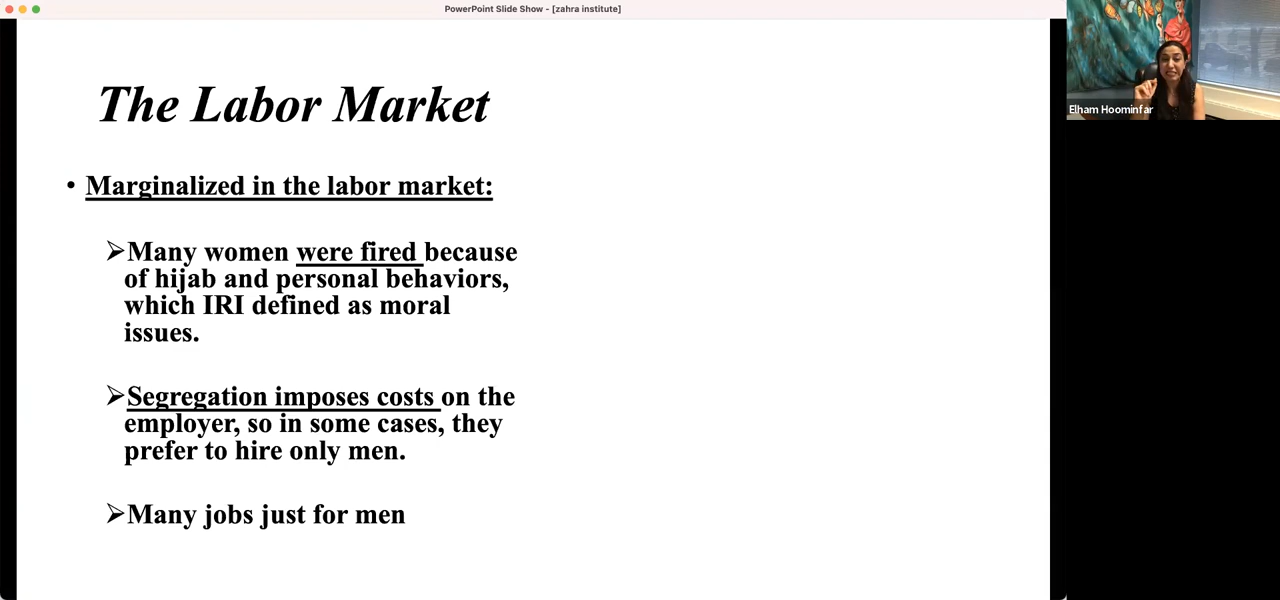 PowerPoint Slide Show - [zahra institute]
The Labor Market
• Marginalized in the labor market:
➢Many women were fired because
of hijab and personal behaviors,
which IRI defined as moral
issues.
➢Segregation imposes costs on the
employer, so in some cases, they
prefer to hire only men.
➢Many jobs just for men
Elham Hoominfar